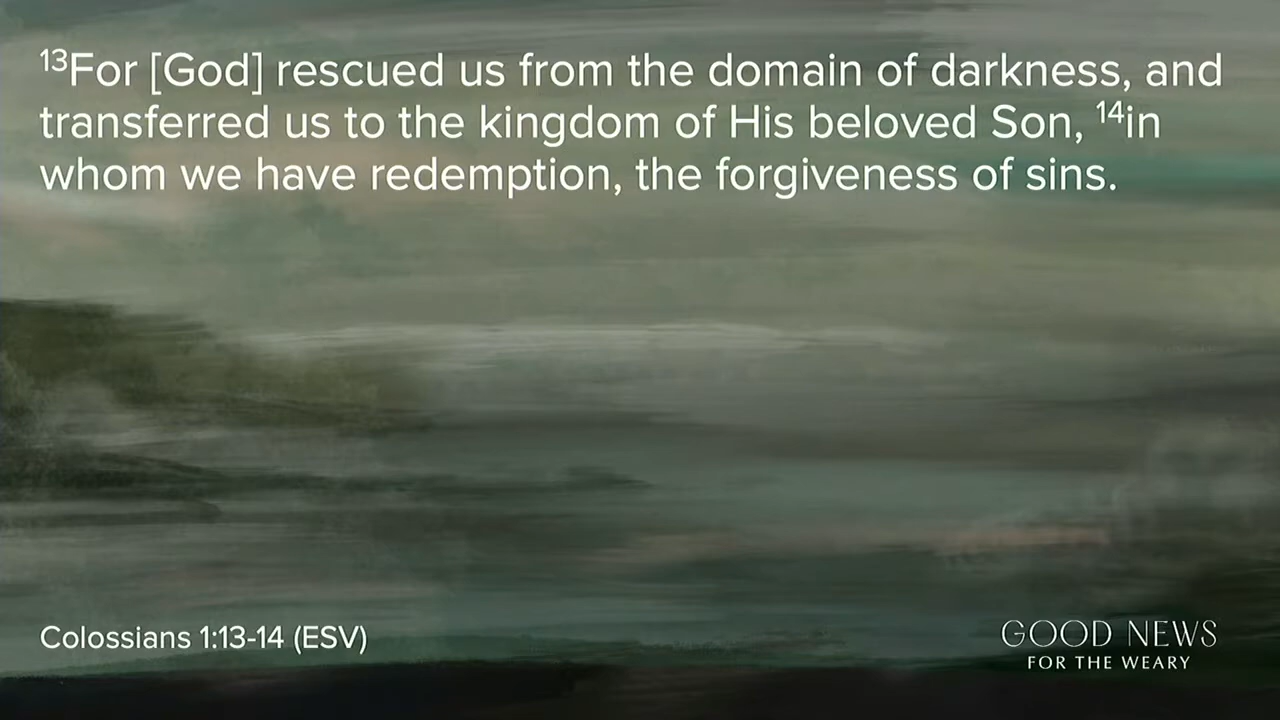 ¹³For [God] rescued us from the domain of darkness, and
transferred us to the kingdom of His beloved Son, ¹⁴in
whom we have redemption, the forgiveness of sins.
Colossians 1:13-14 (ESV)
GOOD NEWS
FOR THE WEARY